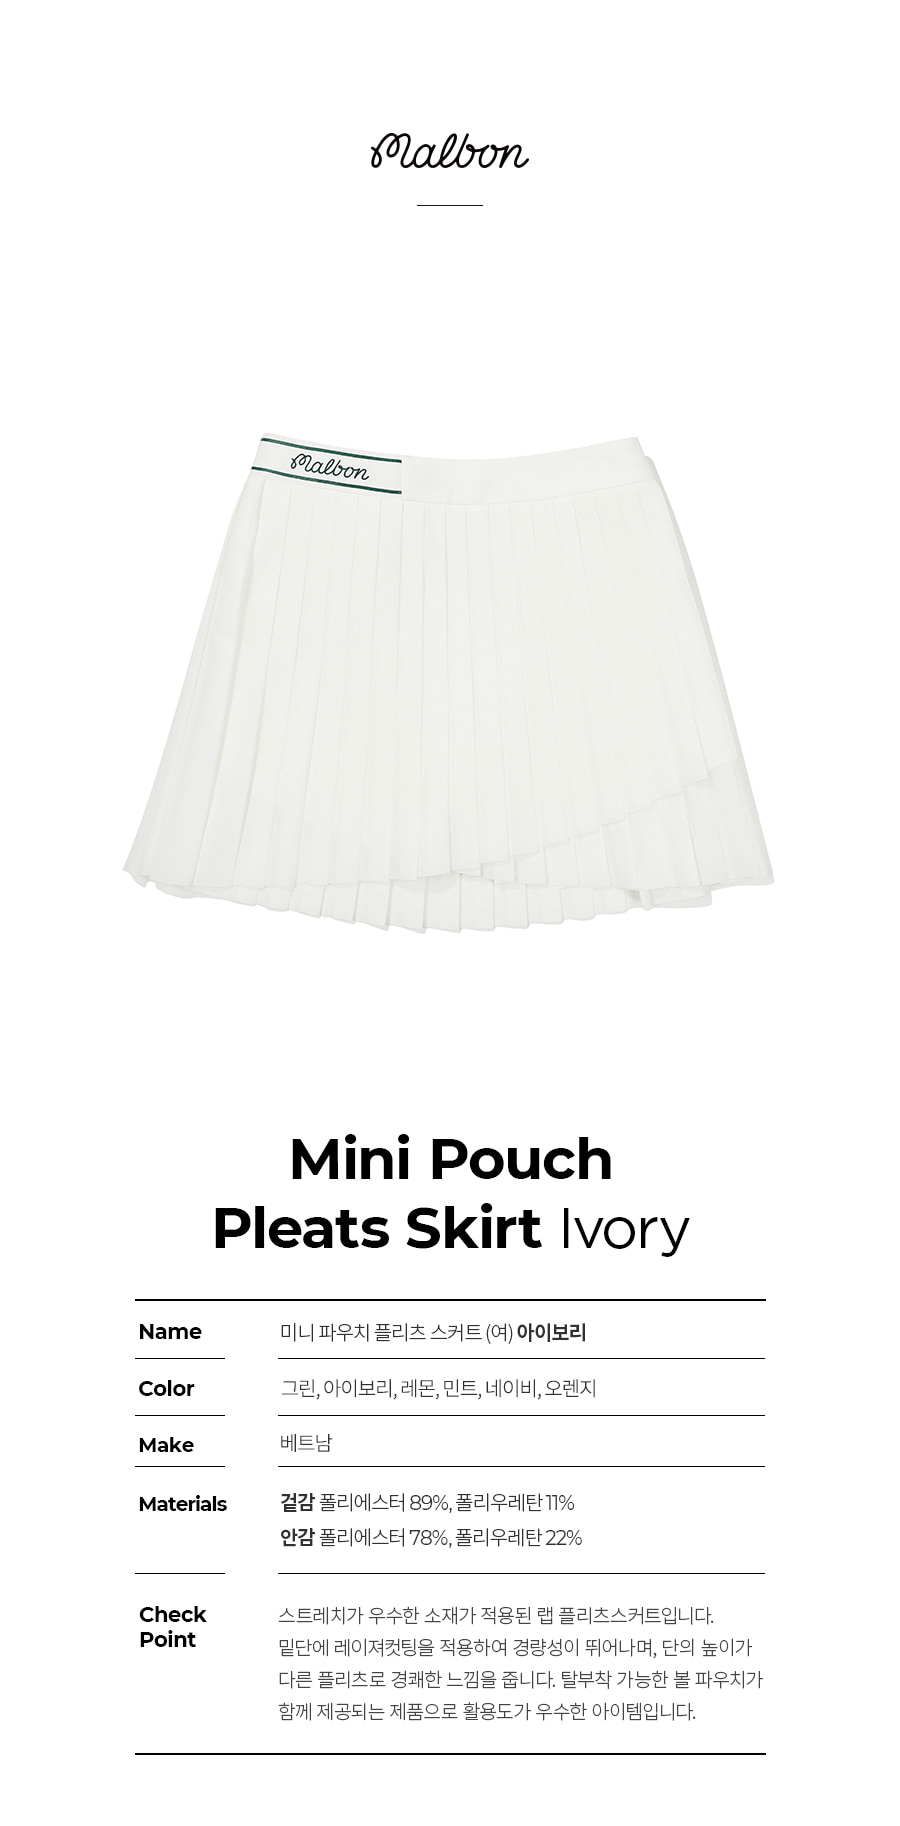 Malbon
Malbon
Mini Pouch
Pleats Skirt Ivory
Name 미니 파우치 플리츠 스커트 (여) 아이보리
Color 그린, 아이보리, 레몬, 민트, 네이비, 오렌지
Make 베트남
Materials 겉감 폴리에스터 89%, 폴리우레탄 11%
안감 폴리에스터 78%, 폴리우레탄 22%
Check
Point
스트레치가 우수한 소재가 적용된 랩 플리츠스커트입니다.
밑단에 레이져컷팅을 적용하여 경량성이 뛰어나며, 단의 높이가
다른 플리츠로 경쾌한 느낌을 줍니다. 탈부착 가능한 볼 파우치가
함께 제공되는 제품으로 활용도가 우수한 아이템입니다.